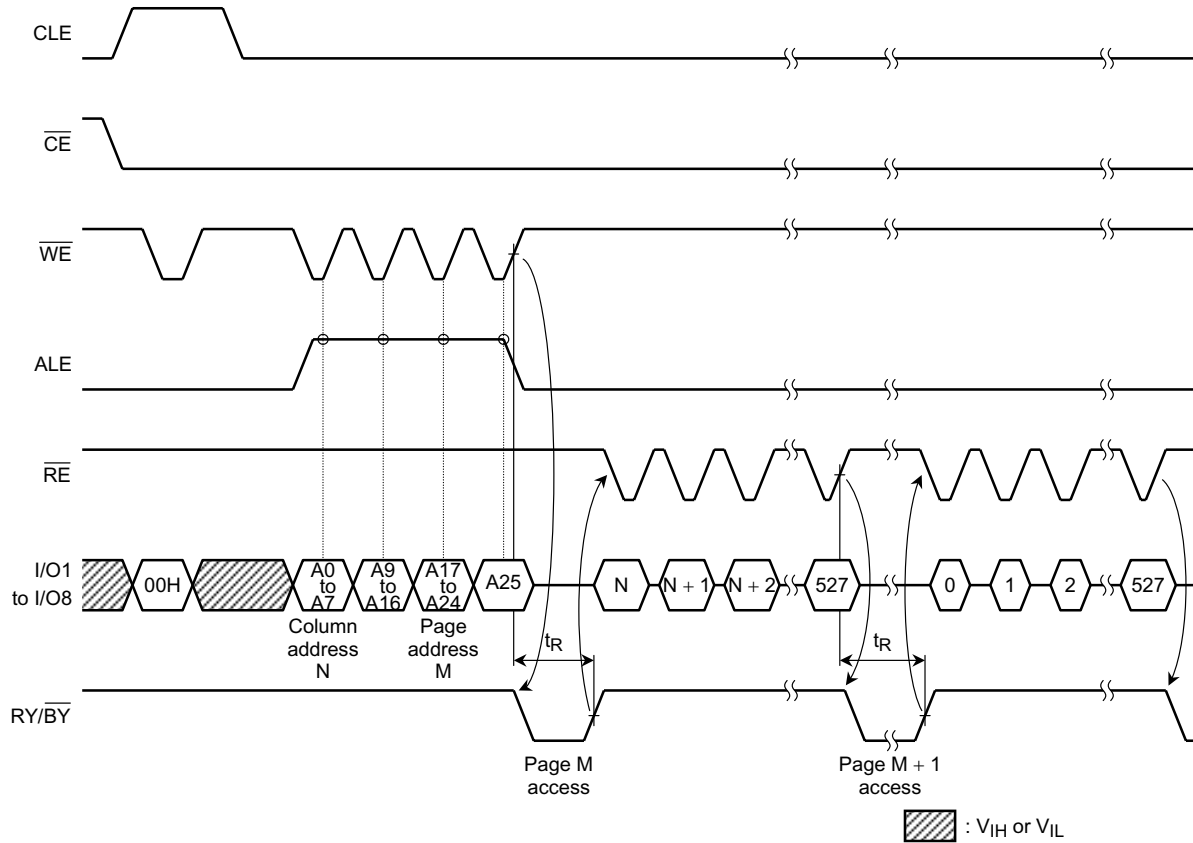 CLE
CE
WE
ALE
RE
I/O1
to I/O8
00H
A0
to
A7
A9
to
A16
A17
to
A24
A25
N
N + 1
N + 2
527
0
1
2
527
Column
address
N
Page
address
M
tR
tR
RY/BY
Page M
access
Page M + 1
access
: VIH or VIL